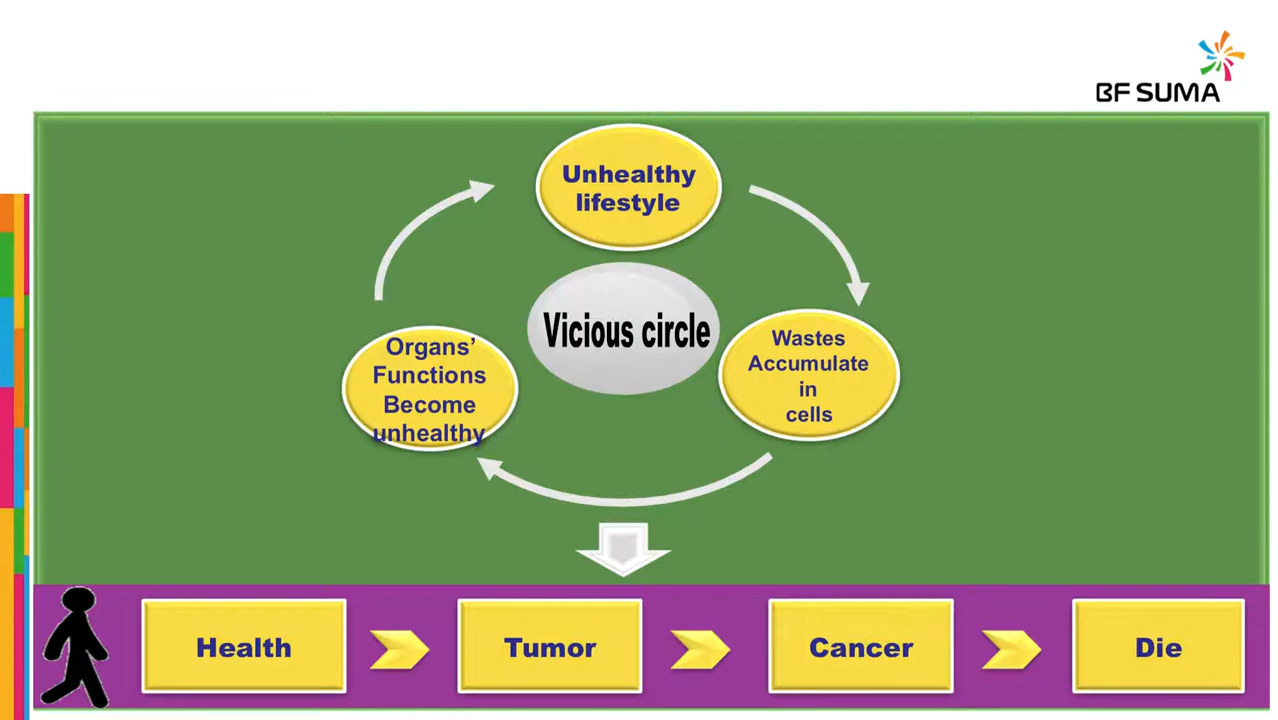 BF SUMA
Unhealthy
lifestyle
Vicious circle
Wastes
Accumulate
in
cells
Organs’
Functions
Become
unhealthy
Health
Tumor
Cancer
Die